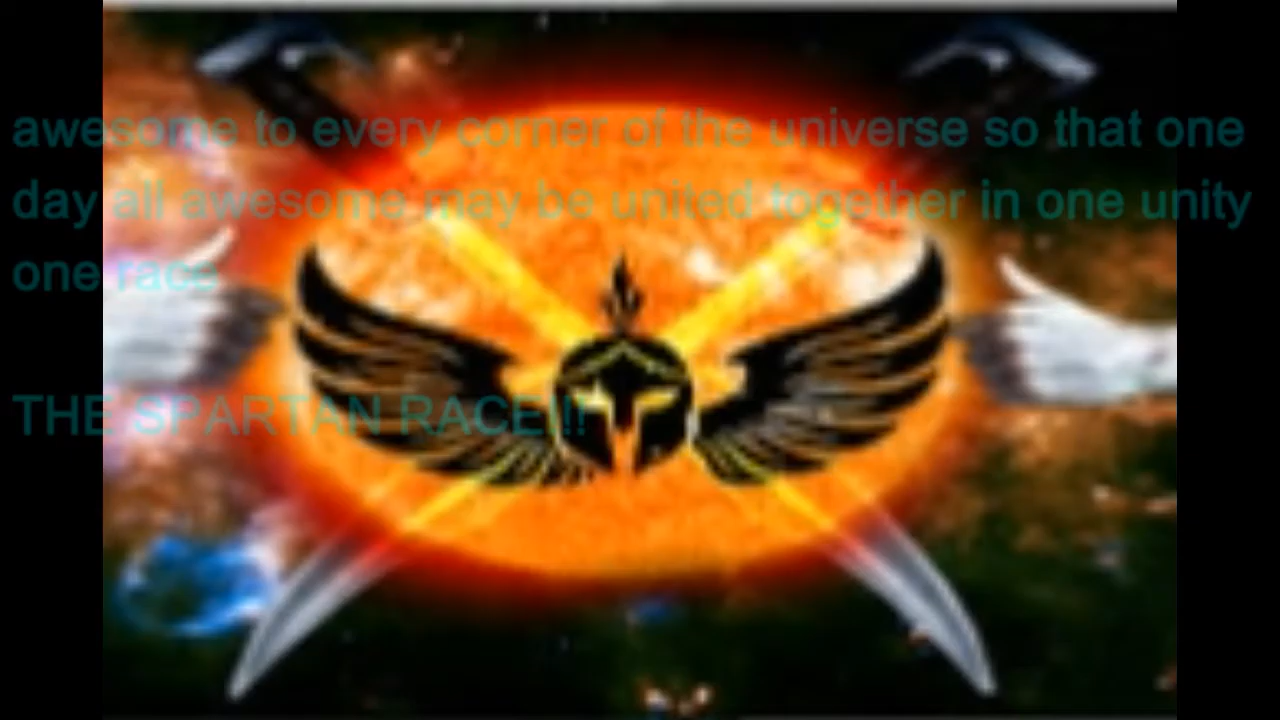 awesome to every corner of the universe so that one
day all awesome may be united together in one unity
one race
THE SPARTAN RACE!!!